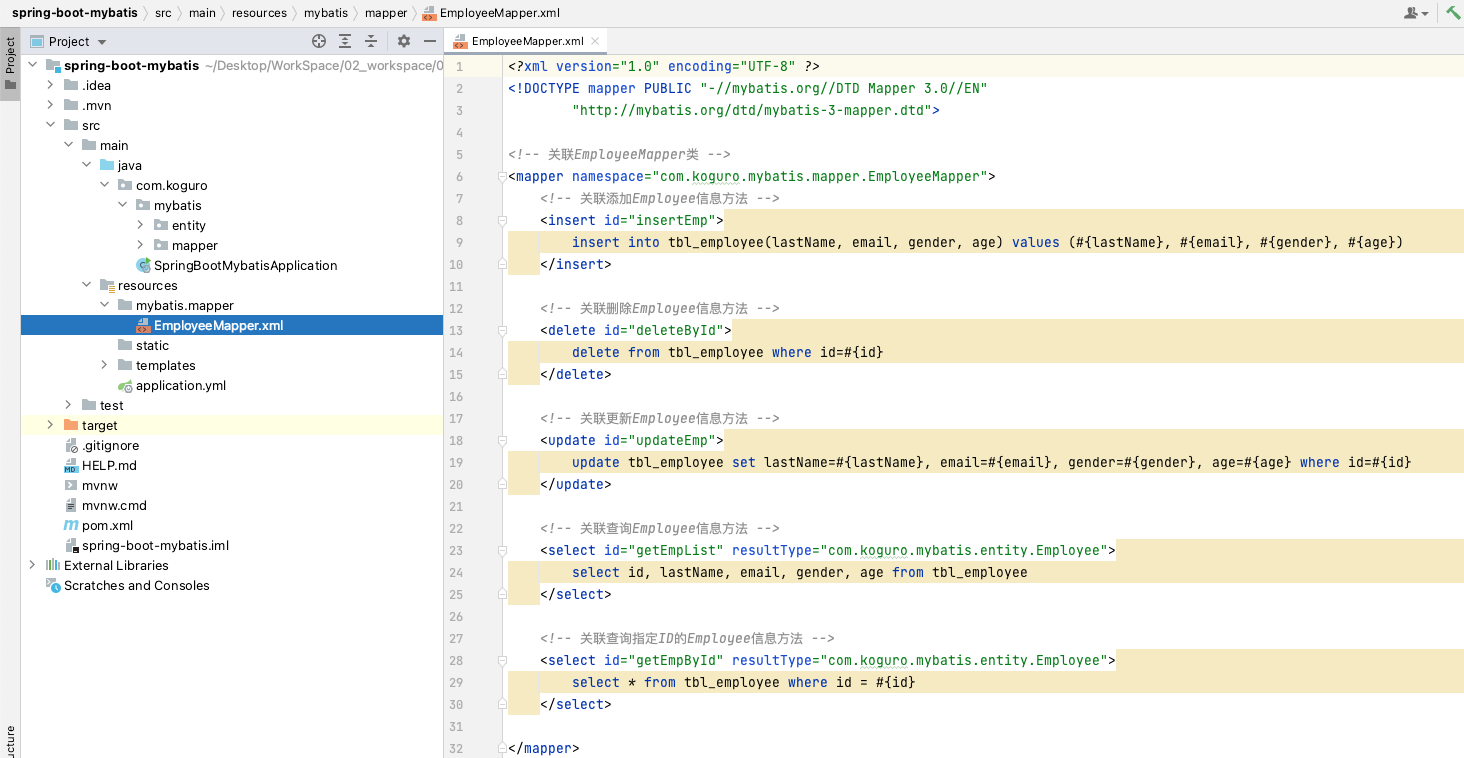 spring-boot-mybatis src main resources mybatis mapper EmployeeMapper.xml
Project
Project
spring-boot-mybatis ~/Desktop/WorkSpace/02_workspace/0
.idea
.mvn
src
main
java
com.koguro
mybatis
entity
mapper
SpringBootMybatisApplication
resources
mybatis.mapper
EmployeeMapper.xml
static
templates
application.yml
test
target
.gitignore
HELP.md
mvnw
mvnw.cmd
pom.xml
spring-boot-mybatis.iml
External Libraries
Scratches and Consoles
ucture
EmployeeMapper.xml
1 <?xml version="1.0" encoding="UTF-8" ?>
2 <!DOCTYPE mapper PUBLIC "-//mybatis.org//DTD Mapper 3.0//EN"
3 "http://mybatis.org/dtd/mybatis-3-mapper.dtd">
4
5 <!-- 关联EmployeeMapper类 -->
6 <mapper namespace="com.koguro.mybatis.mapper.EmployeeMapper">
7 <!-- 关联添加Employee信息方法 -->
8 <insert id="insertEmp">
9 insert into tbl_employee(lastName, email, gender, age) values (#{lastName}, #{email}, #{gender}, #{age})
10 </insert>
11
12 <!-- 关联删除Employee信息方法 -->
13 <delete id="deleteById">
14 delete from tbl_employee where id=#{id}
15 </delete>
16
17 <!-- 关联更新Employee信息方法 -->
18 <update id="updateEmp">
19 update tbl_employee set lastName=#{lastName}, email=#{email}, gender=#{gender}, age=#{age} where id=#{id}
20 </update>
21
22 <!-- 关联查询Employee信息方法 -->
23 <select id="getEmpList" resultType="com.koguro.mybatis.entity.Employee">
24 select id, lastName, email, gender, age from tbl_employee
25 </select>
26
27 <!-- 关联查询指定ID的Employee信息方法 -->
28 <select id="getEmpById" resultType="com.koguro.mybatis.entity.Employee">
29 select * from tbl_employee where id = #{id}
30 </select>
31
32 </mapper>